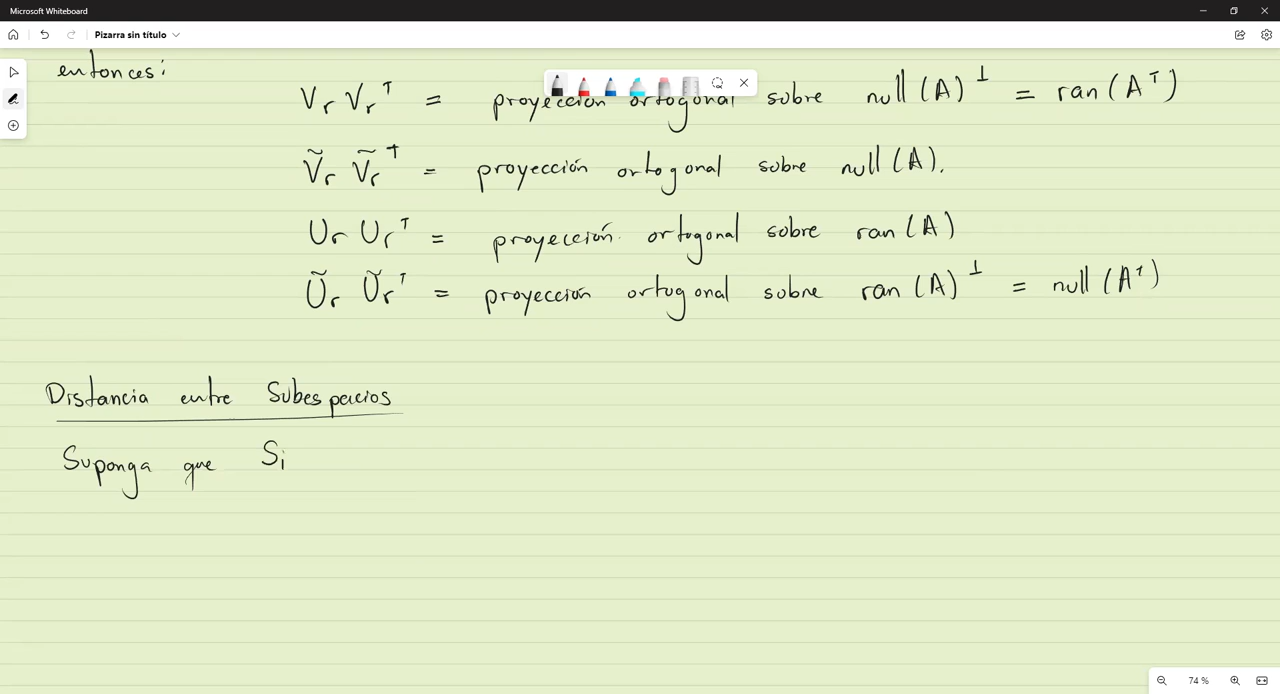 Microsoft Whiteboard
Pizarra sin título
entonces:
Vᵣ Vᵣᵀ = proyección ortogonal sobre null(A)⊥ = ran(Aᵀ)
Ṽᵣ Ṽᵣᵀ = proyección ortogonal sobre null(A).
Uᵣ Uᵣᵀ = proyección ortogonal sobre ran(A)
Ũᵣ Ũᵣᵀ = proyección ortogonal sobre ran(A)⊥ = null(Aᵀ)
Distancia entre Subespacios
Suponga que S₁
74 %